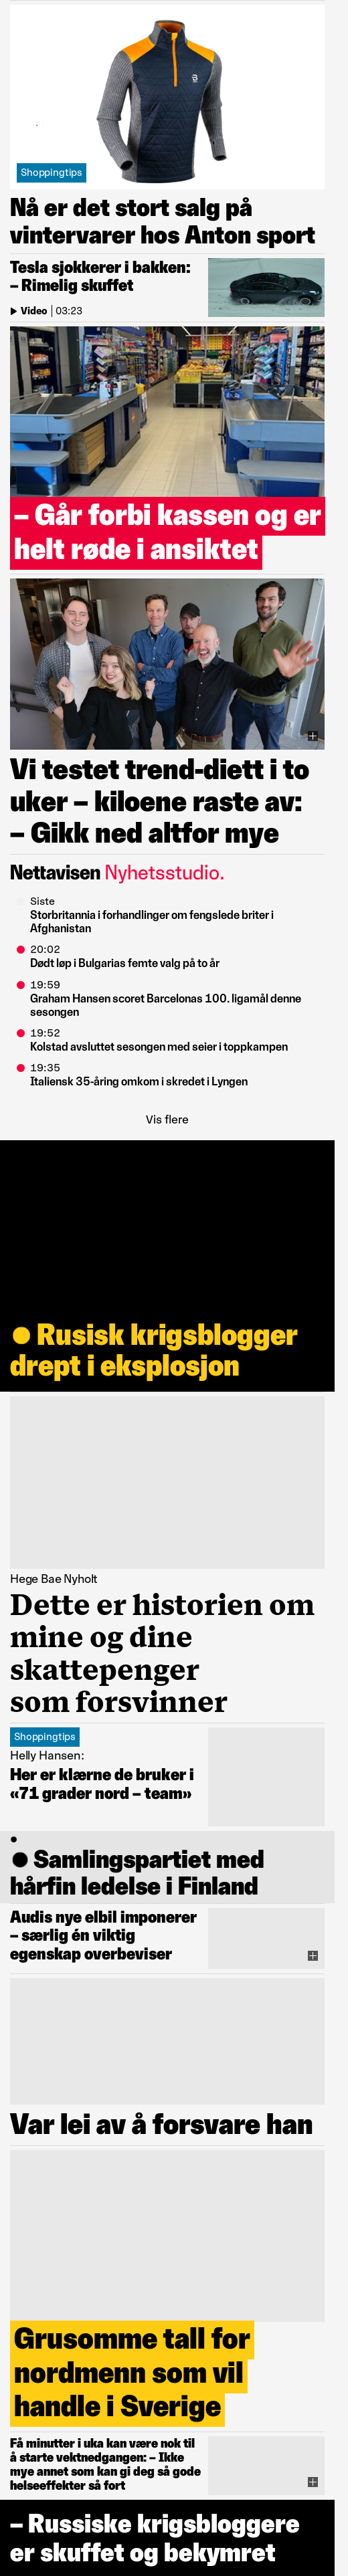 Shoppingtips
Nå er det stort salg på
vintervarer hos Anton sport
Tesla sjokkerer i bakken:
– Rimelig skuffet
Video | 03:23
– Går forbi kassen og er
helt røde i ansiktet
Vi testet trend-diett i to
uker – kiloene raste av:
– Gikk ned altfor mye
Nettavisen Nyhetsstudio.
Siste
Storbritannia i forhandlinger om fengslede briter i
Afghanistan
20:02
Dødt løp i Bulgarias femte valg på to år
19:59
Graham Hansen scoret Barcelonas 100. ligamål denne
sesongen
19:52
Kolstad avsluttet sesongen med seier i toppkampen
19:35
Italiensk 35-åring omkom i skredet i Lyngen
Vis flere
Rusisk krigsblogger
drept i eksplosjon
Hege Bae Nyholt
Dette er historien om
mine og dine
skattepenger
som forsvinner
Shoppingtips
Helly Hansen:
Her er klærne de bruker i
«71 grader nord – team»
Samlingspartiet med
hårfin ledelse i Finland
Audis nye elbil imponerer
– særlig én viktig
egenskap overbeviser
Var lei av å forsvare han
Grusomme tall for
nordmenn som vil
handle i Sverige
Få minutter i uka kan være nok til
å starte vektnedgangen: – Ikke
mye annet som kan gi deg så gode
helseeffekter så fort
– Russiske krigsbloggere
er skuffet og bekymret